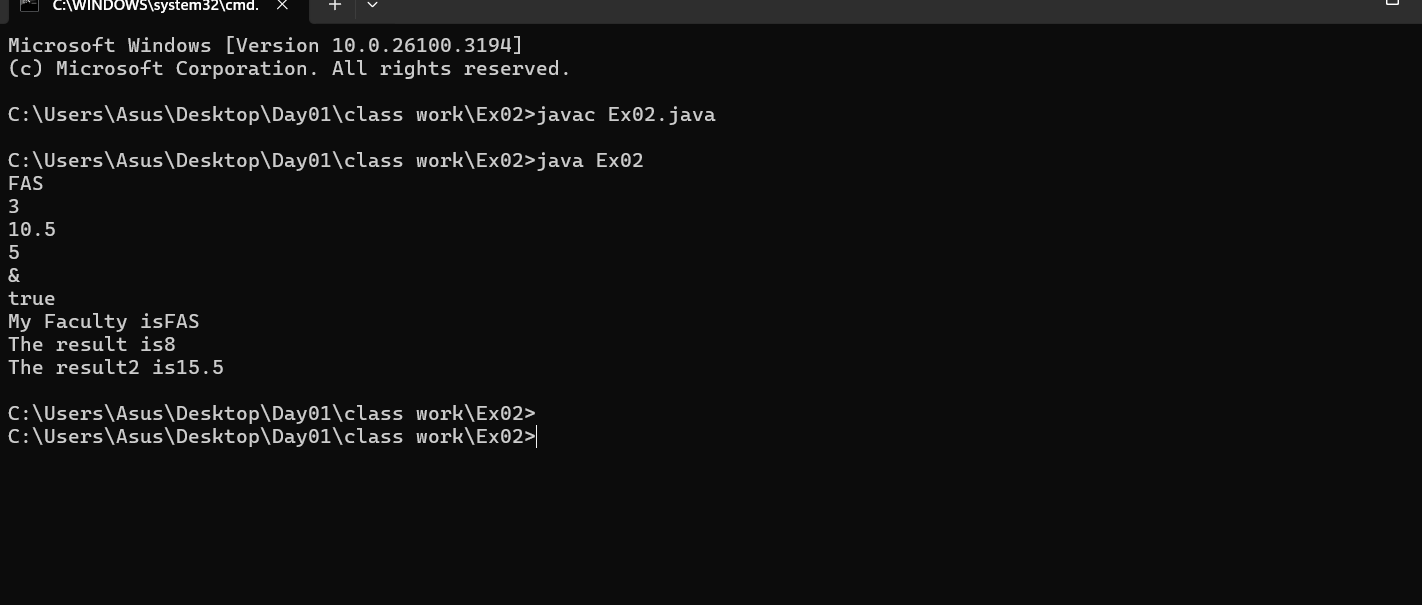 C:\WINDOWS\system32\cmd.
Microsoft Windows [Version 10.0.26100.3194]
(c) Microsoft Corporation. All rights reserved.
C:\Users\Asus\Desktop\Day01\class work\Ex02>javac Ex02.java
C:\Users\Asus\Desktop\Day01\class work\Ex02>java Ex02
FAS
3
10.5
5
&
true
My Faculty isFAS
The result is8
The result2 is15.5
C:\Users\Asus\Desktop\Day01\class work\Ex02>
C:\Users\Asus\Desktop\Day01\class work\Ex02>